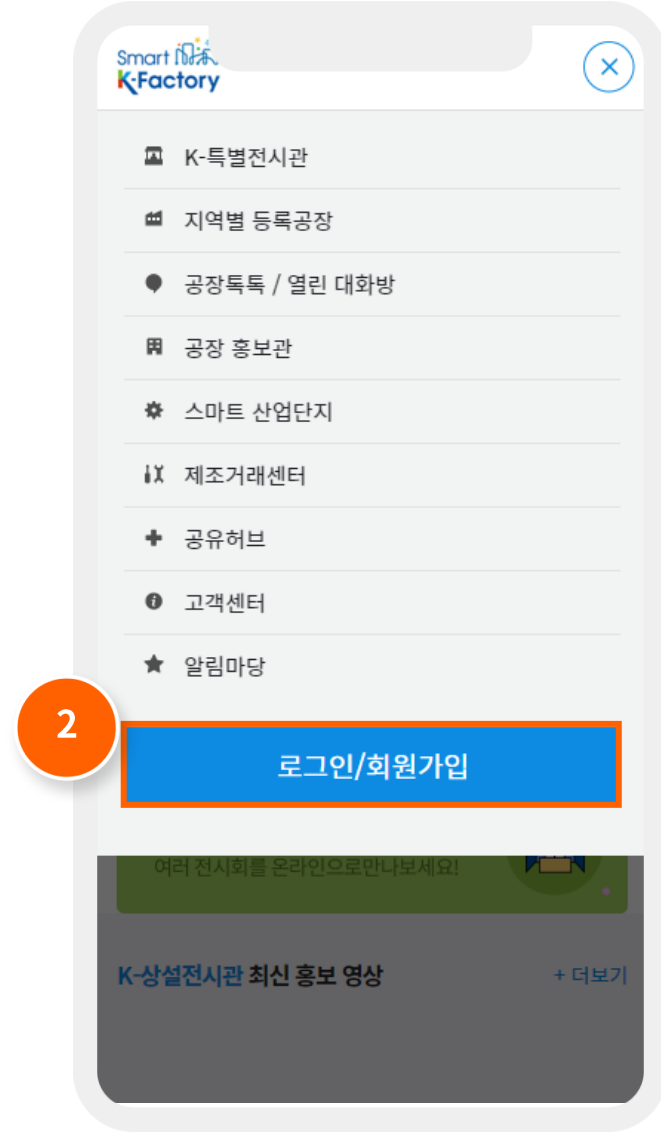 Smart
K-Factory
K-특별전시관
지역별 등록공장
공장톡톡 / 열린 대화방
공장 홍보관
스마트 산업단지
제조거래센터
공유허브
고객센터
알림마당
2
로그인/회원가입
여러 전시회를 온라인으로만나보세요!
K-상설전시관 최신 홍보 영상
+ 더보기